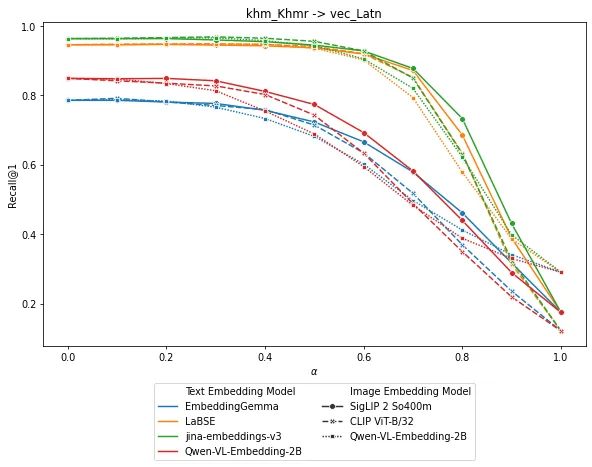 khm_Khmr -> vec_Latn
1.0
0.8
0.6
0.4
0.2
Recall@1
0.0 0.2 0.4 0.6 0.8 1.0
α
Text Embedding Model Image Embedding Model
EmbeddingGemma SigLIP 2 So400m
LaBSE CLIP ViT-B/32
jina-embeddings-v3 Qwen-VL-Embedding-2B
Qwen-VL-Embedding-2B